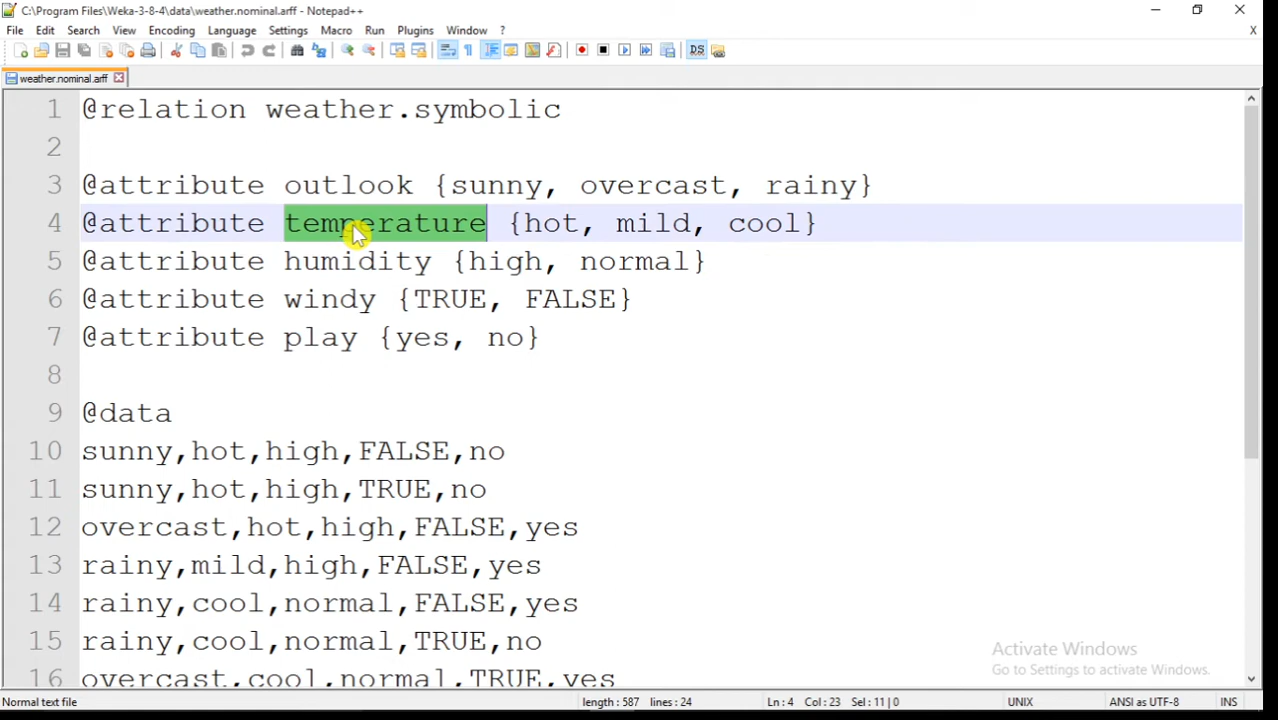 C:\Program Files\Weka-3-8-4\data\weather.nominal.arff - Notepad++
File Edit Search View Encoding Language Settings Macro Run Plugins Window ? X
weather.nominal.arff
1 @relation weather.symbolic
2
3 @attribute outlook {sunny, overcast, rainy}
4 @attribute temperature {hot, mild, cool}
5 @attribute humidity {high, normal}
6 @attribute windy {TRUE, FALSE}
7 @attribute play {yes, no}
8
9 @data
10 sunny,hot,high,FALSE,no
11 sunny,hot,high,TRUE,no
12 overcast,hot,high,FALSE,yes
13 rainy,mild,high,FALSE,yes
14 rainy,cool,normal,FALSE,yes
15 rainy,cool,normal,TRUE,no
16 overcast,cool,normal,TRUE,yes
Activate Windows
Go to Settings to activate Windows.
Normal text file length : 587 lines : 24 Ln : 4 Col : 23 Sel : 11 | 0 UNIX ANSI as UTF-8 INS